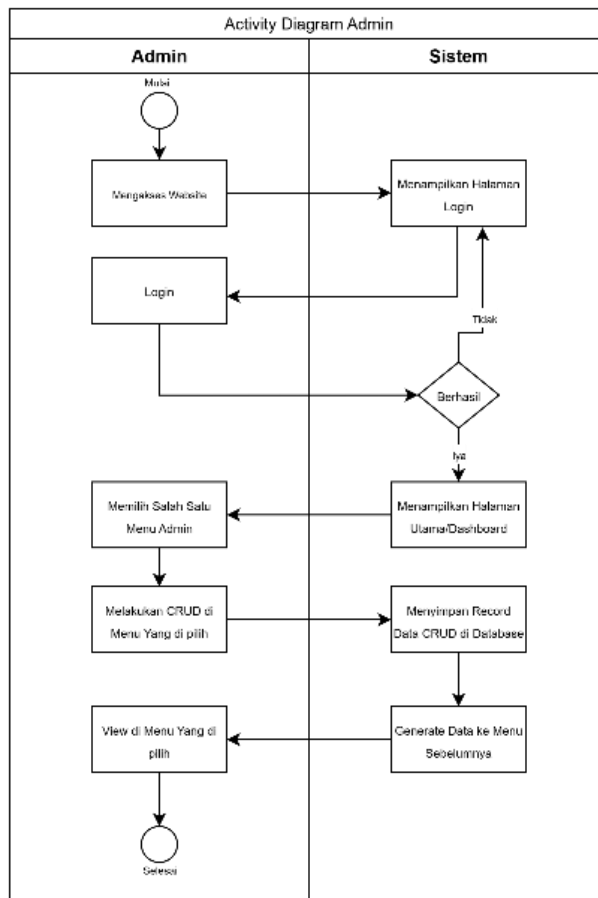 Activity Diagram Admin
Admin
Sistem
Mulai
Mengakses Website
Menampilkan Halaman
Login
Login
Tidak
Berhasil
Iya
Memilih Salah Satu
Menu Admin
Menampilkan Halaman
Utama/Dashboard
Melakukan CRUD di
Menu Yang di pilih
Menyimpan Record
Data CRUD di Database
View di Menu Yang di
pilih
Generate Data ke Menu
Sebelumnya
Selesai